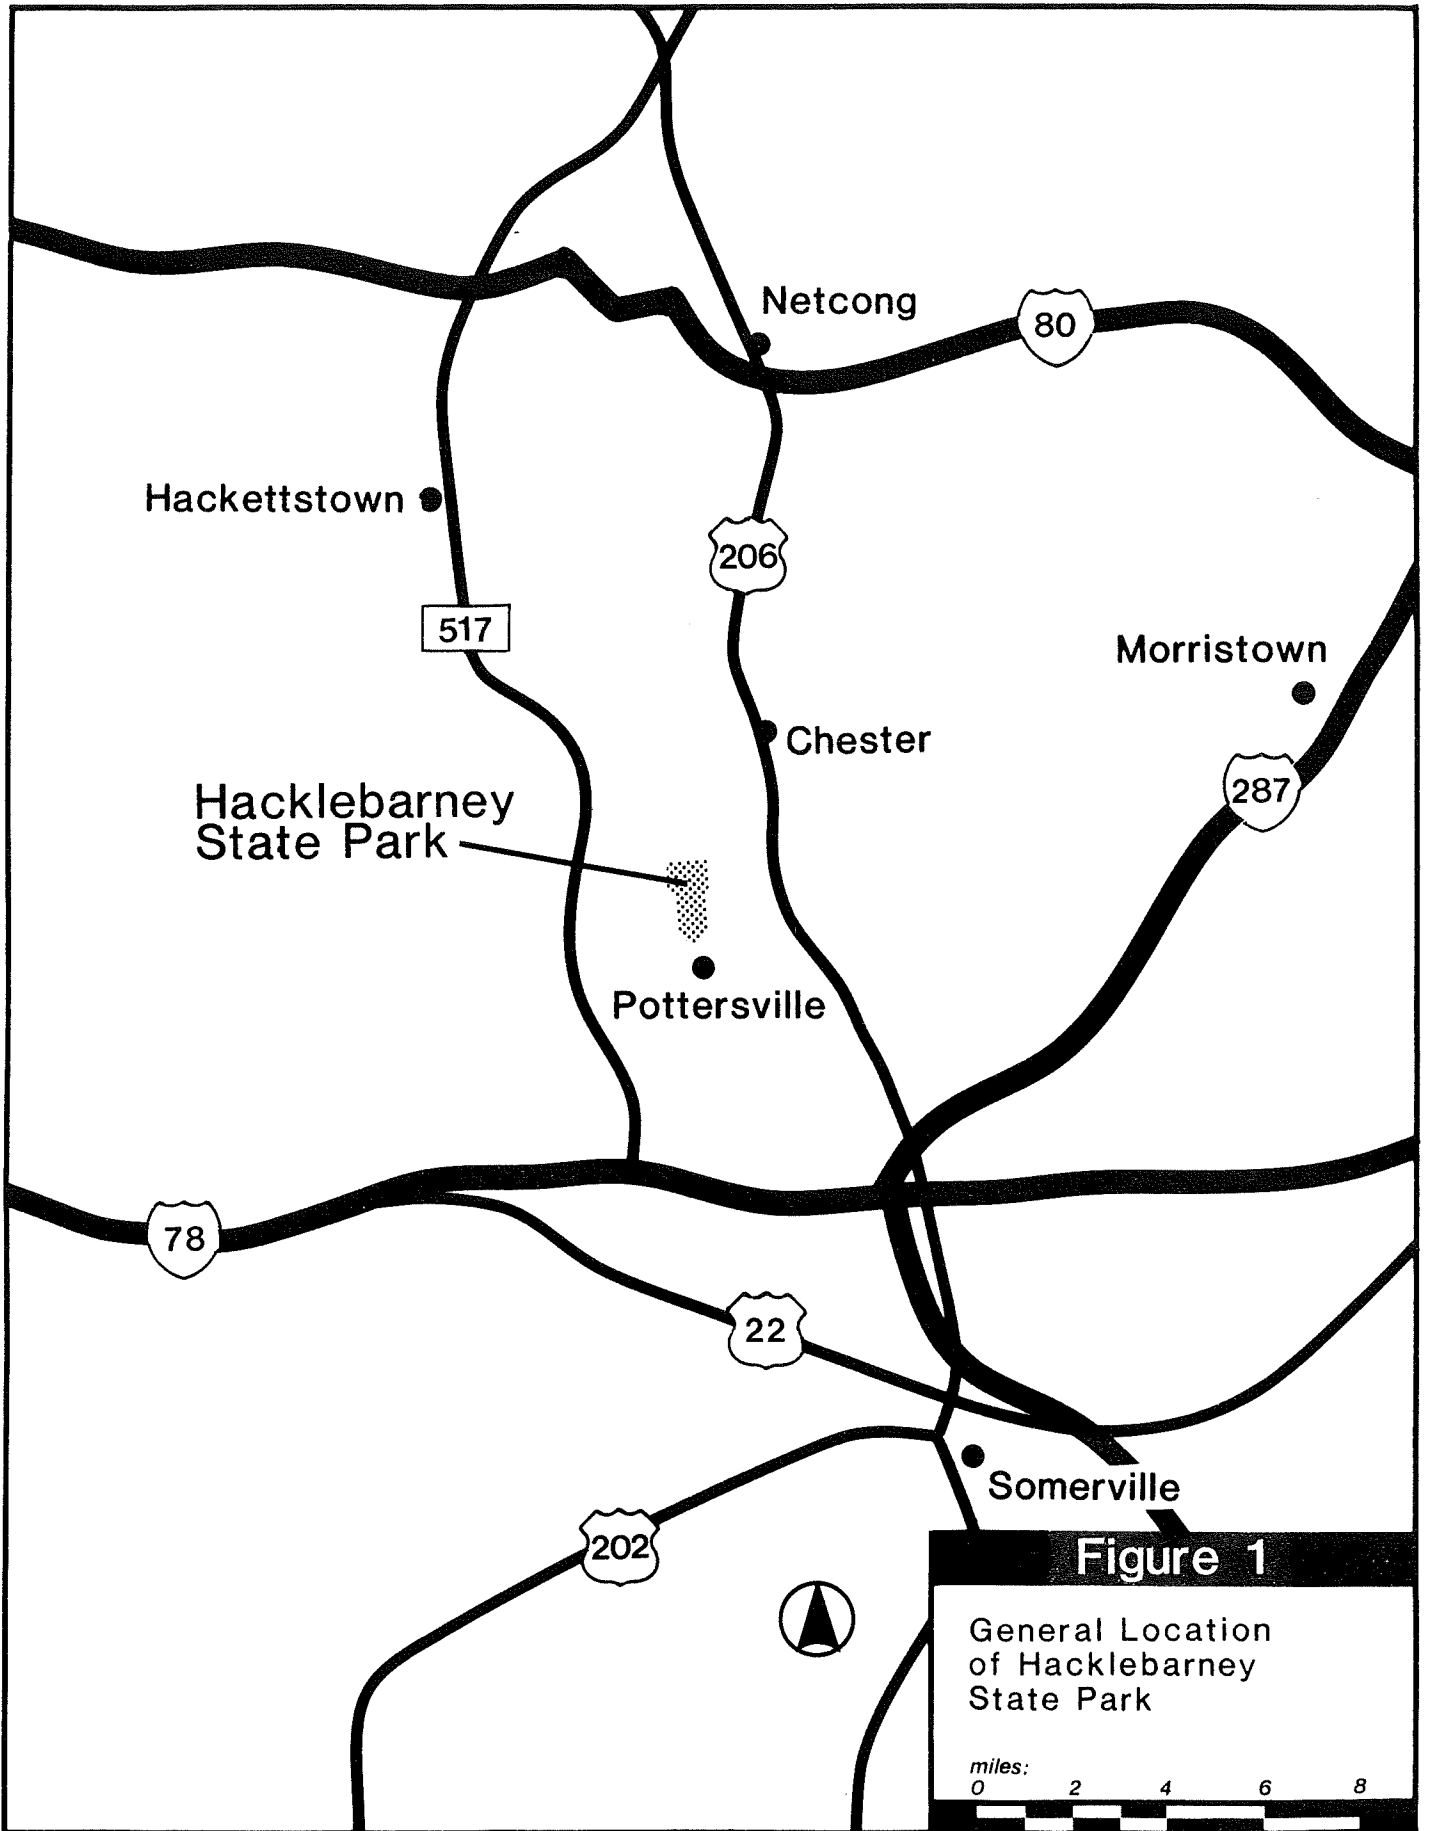 Netcong
80
Hackettstown
206
517
Morristown
Chester
287
Hacklebarney
State Park
Pottersville
78
22
Somerville
202
Figure 1
General Location
of Hacklebarney
State Park
miles:
0 2 4 6 8